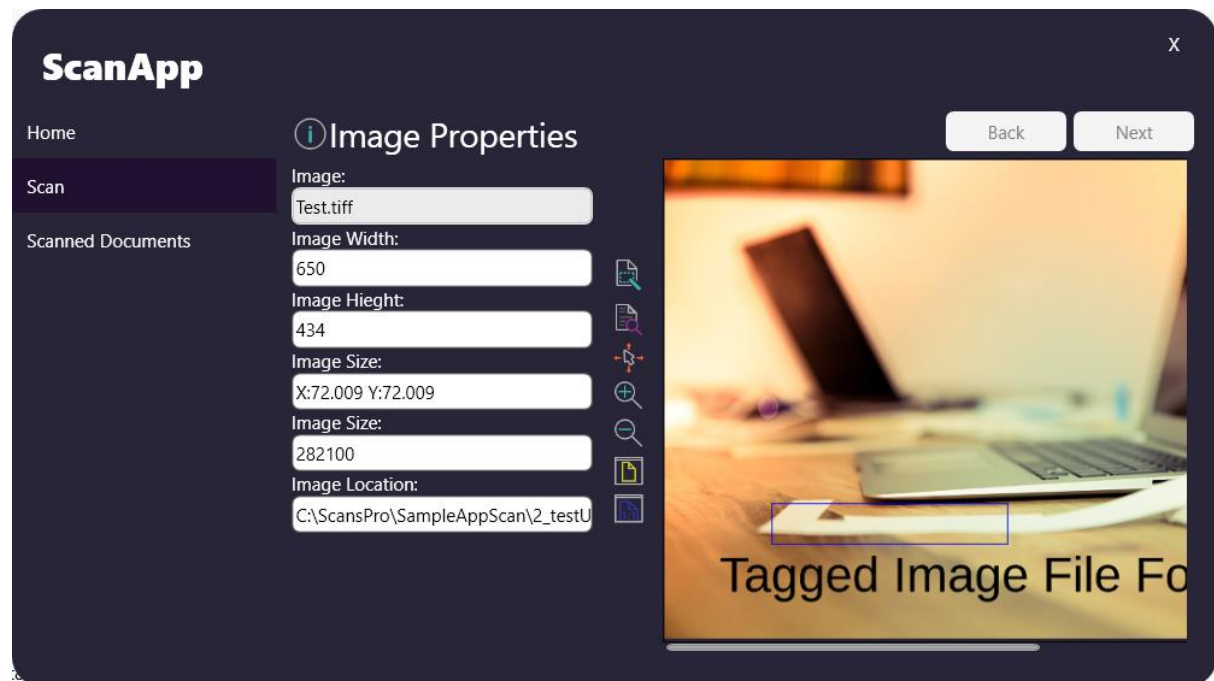 X
ScanApp
Home
Scan
Scanned Documents
Image Properties
Back
Next
Image:
Test.tiff
Image Width:
650
Image Hieght:
434
Image Size:
X:72.009 Y:72.009
Image Size:
282100
Image Location:
C:\ScansPro\SampleAppScan\2_testU
Tagged Image File Fo